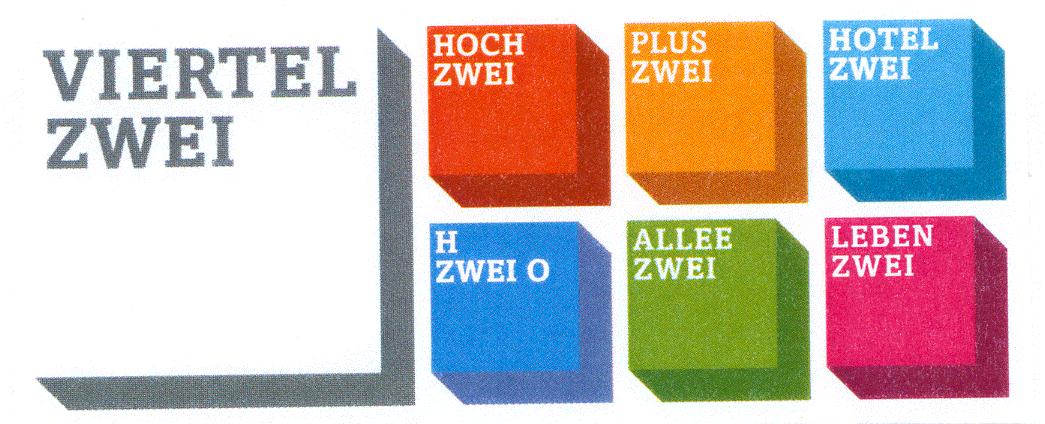 VIERTEL
ZWEI
HOCH
ZWEI
PLUS
ZWEI
HOTEL
ZWEI
H
ZWEI O
ALLEE
ZWEI
LEBEN
ZWEI